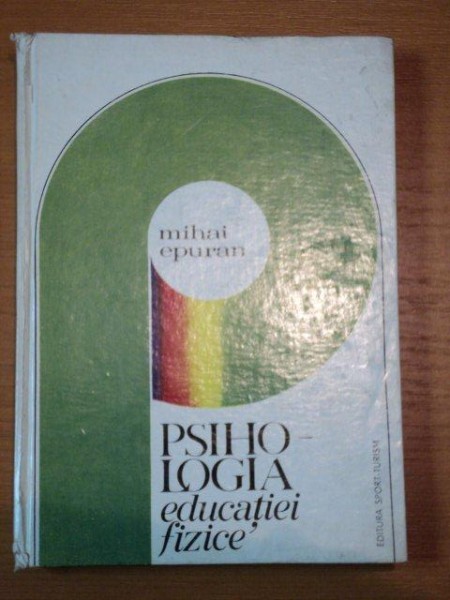 mihai
epuran
PSIHO-
LOGIA
educației
fizice
EDITURA SPORT-TURISM